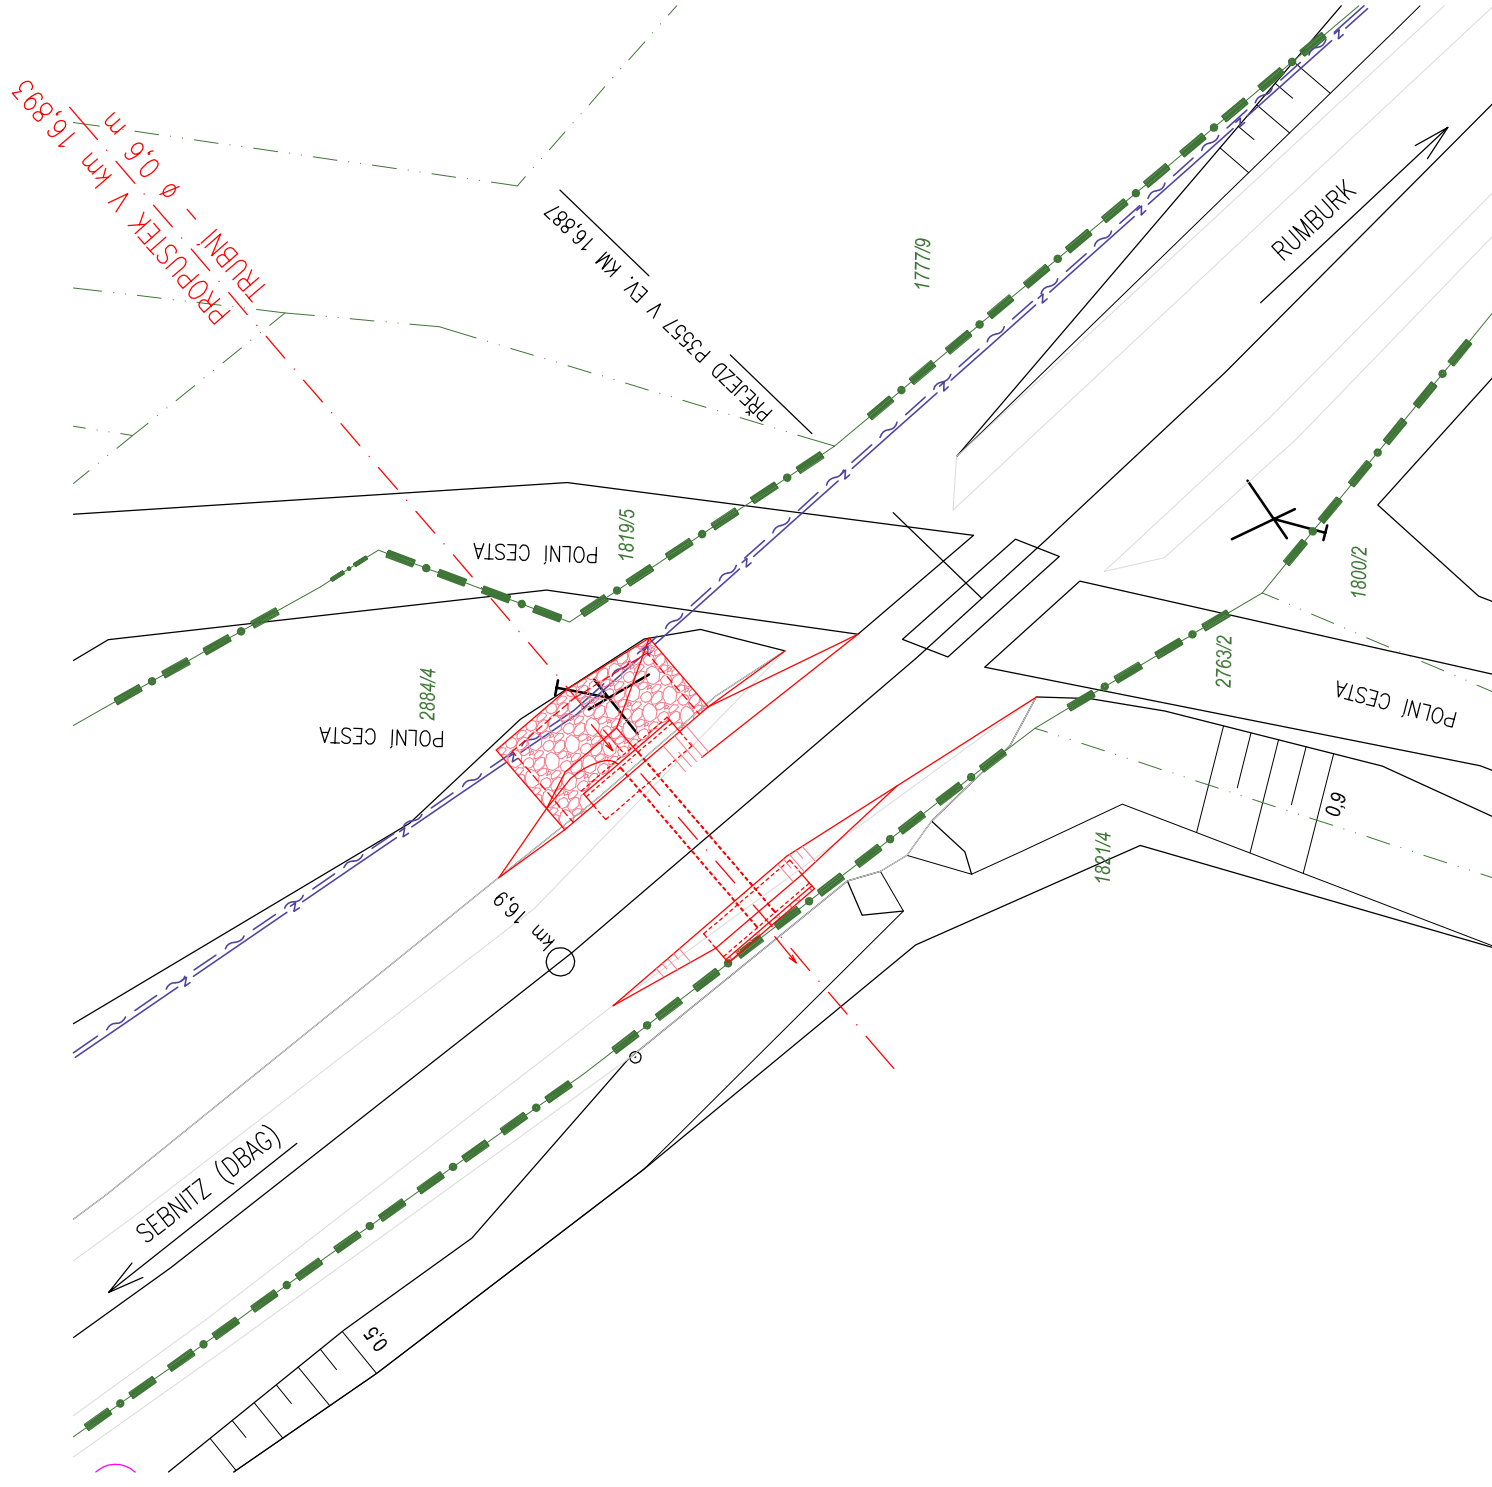 PROPUSTEK V km 16,893
TRUBNÍ - ø 0,6 m
PŘEJEZD P3557 V EV. KM 16,887
1777/9
RUMBURK
POLNÍ CESTA
1819/5
1800/2
2884/4
POLNÍ CESTA
2763/2
POLNÍ CESTA
0,9
1821/4
km 16,9
SEBNITZ (DBAG)
0,5